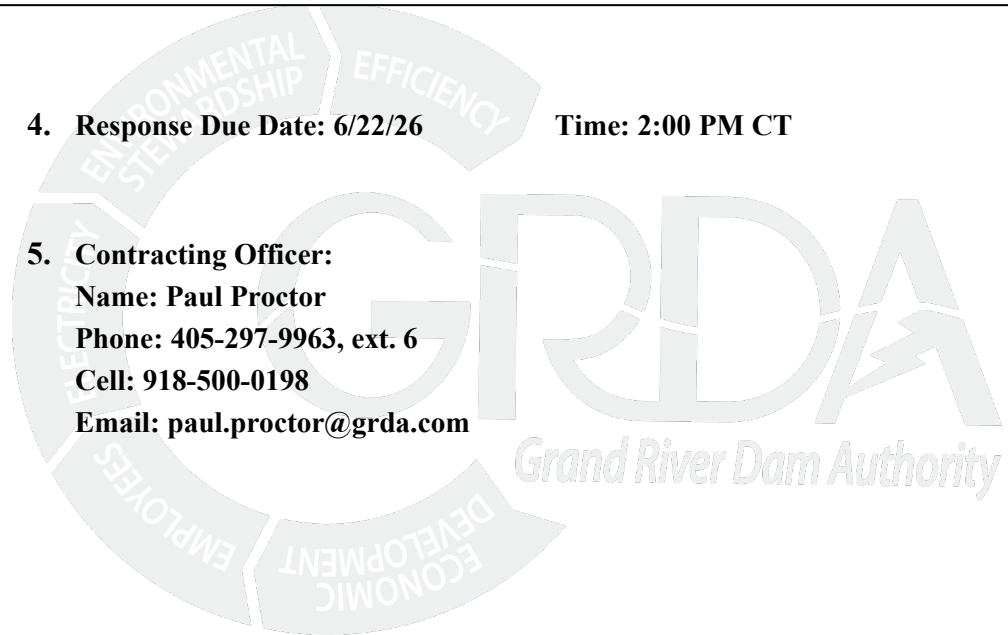 4. Response Due Date: 6/22/26 Time: 2:00 PM CT
5. Contracting Officer:
Name: Paul Proctor
Phone: 405-297-9963, ext. 6
Cell: 918-500-0198
Email: paul.proctor@grda.com
ENVIRONMENTAL
STEWARDSHIP
EFFICIENCY
ELECTRICITY
EMPLOYEES
ECONOMIC
DEVELOPMENT
GRDA
Grand River Dam Authority